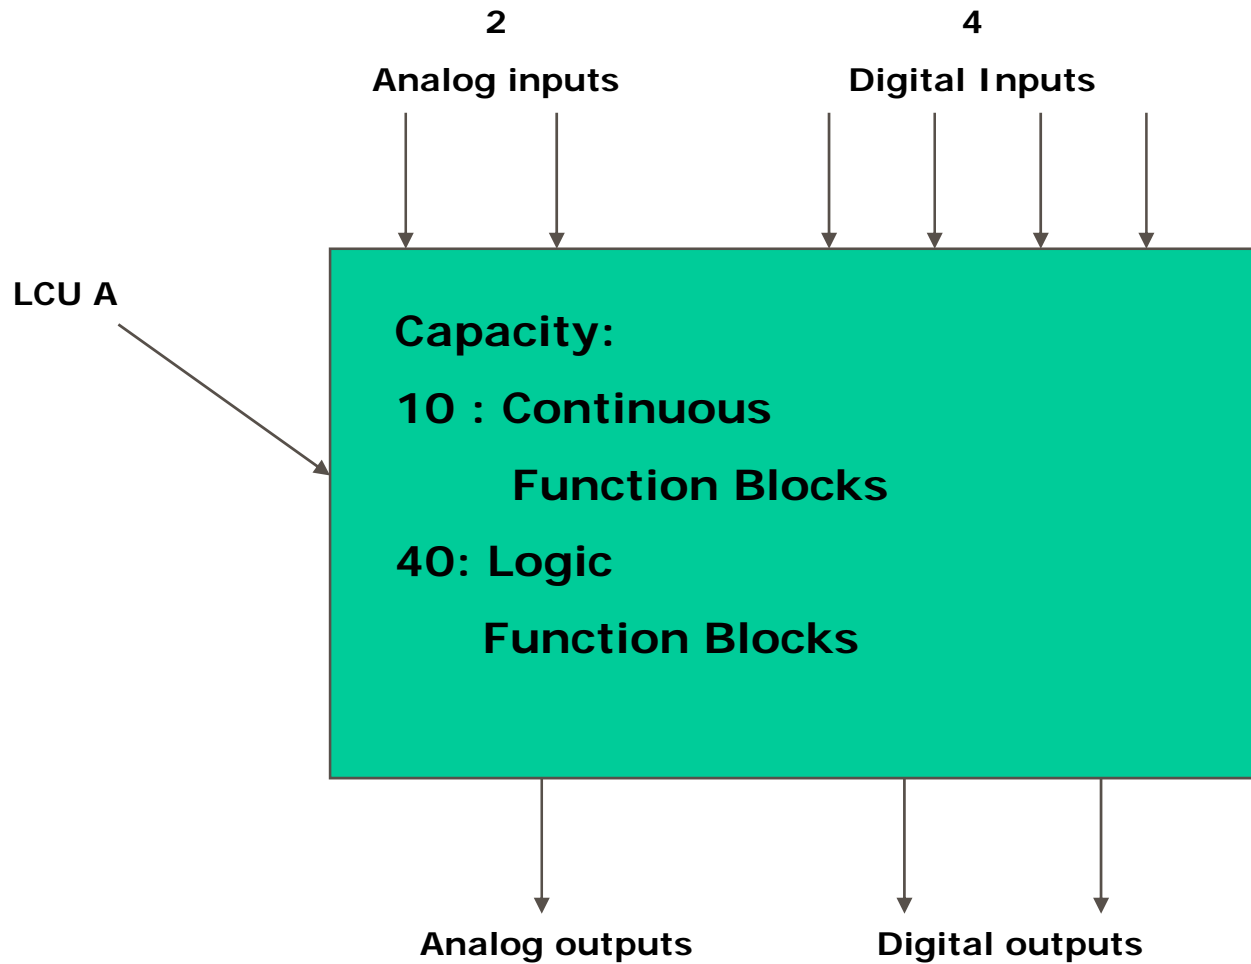 2
4
Analog inputs
Digital Inputs
LCU A
Capacity:
10 : Continuous
Function Blocks
40: Logic
Function Blocks
Analog outputs
Digital outputs